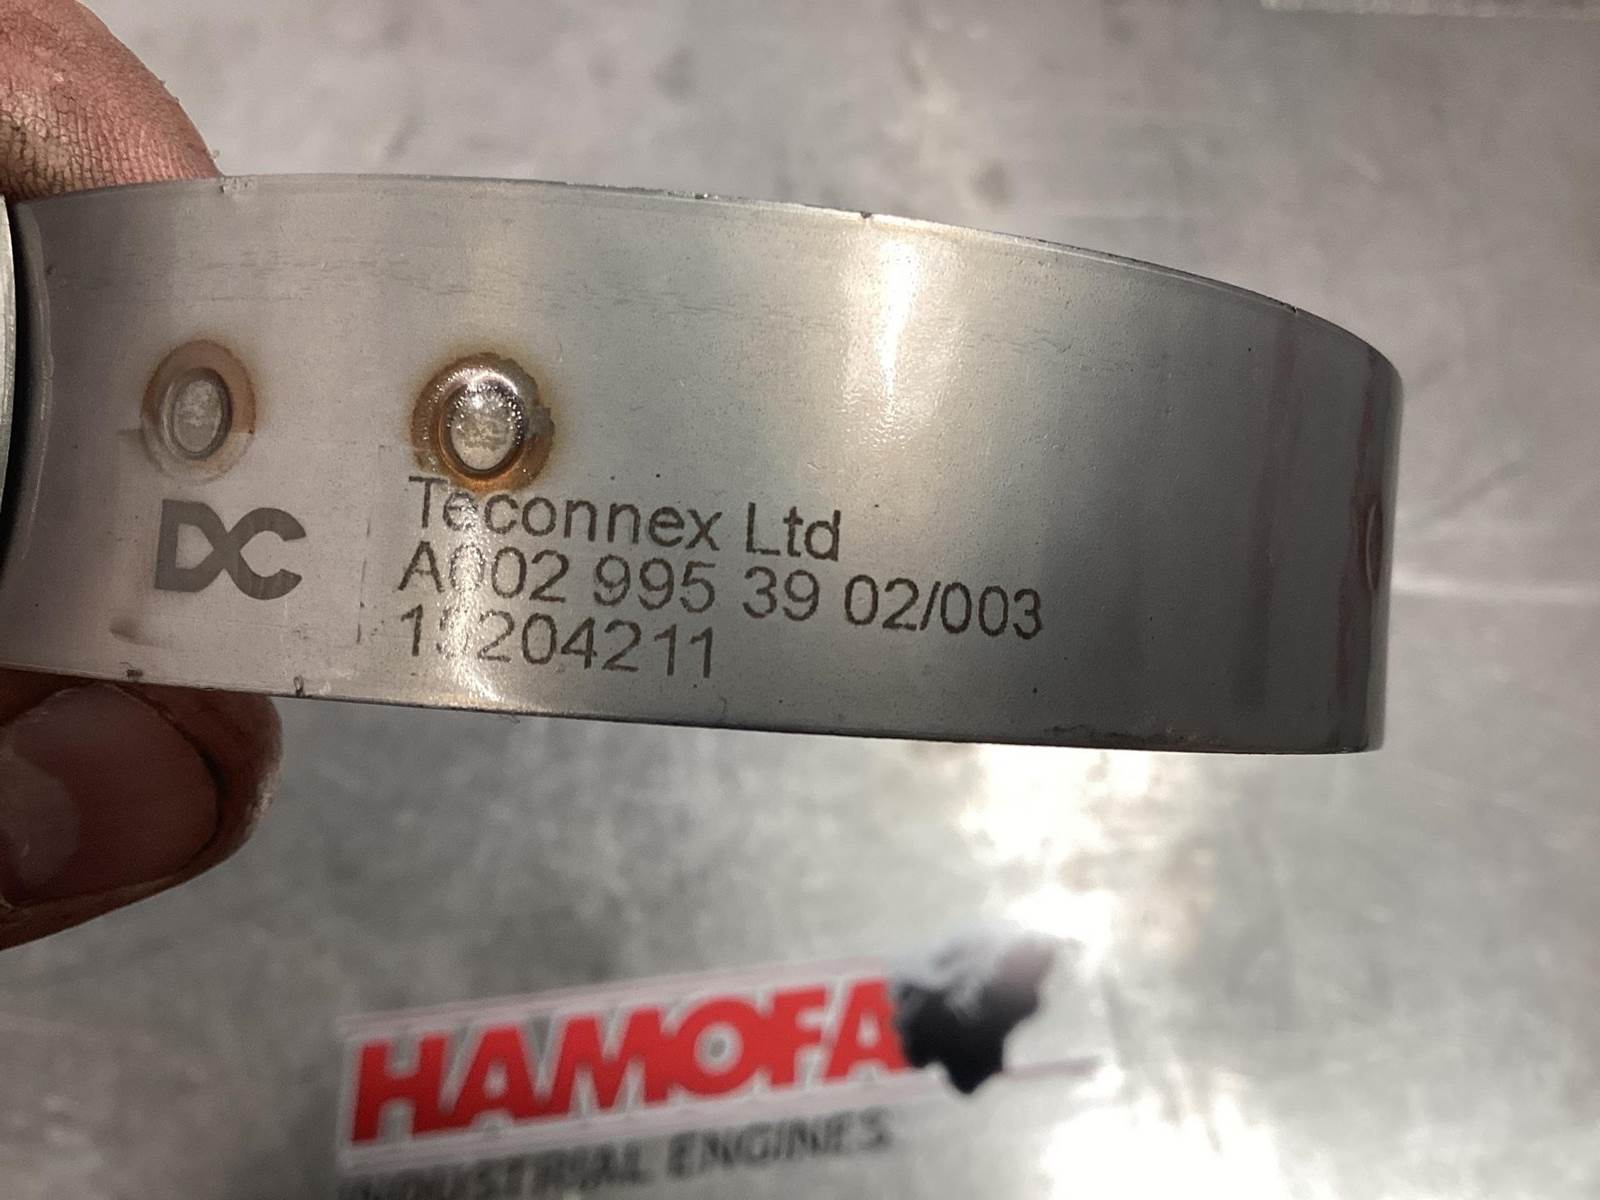 DC
Teconnex Ltd
A002 995 39 02/003
HAMOFA
INDUSTRIAL ENGINES